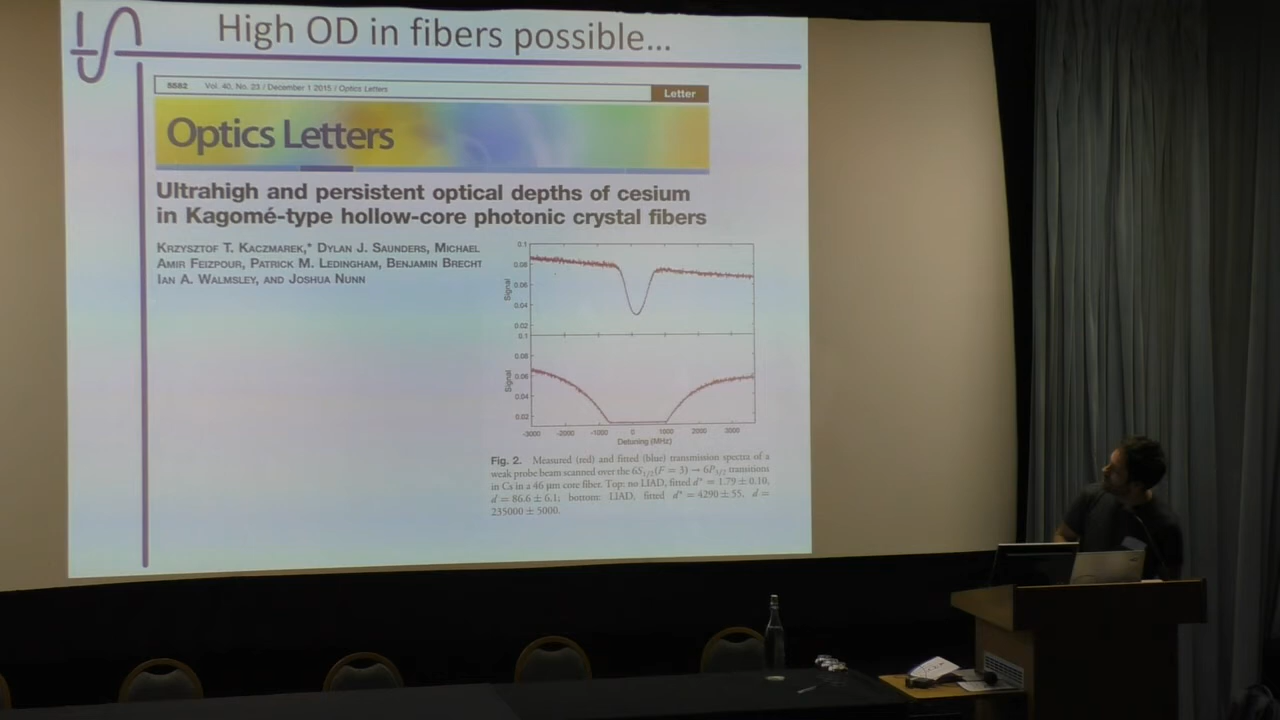 High OD in fibers possible...
5582 Vol. 40, No. 23 / December 1 2015 / Optics Letters
Letter
Optics Letters
Ultrahigh and persistent optical depths of cesium
in Kagomé-type hollow-core photonic crystal fibers
KRZYSZTOF T. KACZMAREK,* DYLAN J. SAUNDERS, MICHAEL
AMIR FEIZPOUR, PATRICK M. LEDINGHAM, BENJAMIN BRECHT
IAN A. WALMSLEY, AND JOSHUA NUNN
0.1
0.08
0.06
0.04
0.02
Signal
0.1
0.08
0.06
0.04
0.02
Signal
-3000 -2000 -1000 0 1000 2000 3000
Detuning (MHz)
Fig. 2. Measured (red) and fitted (blue) transmission spectra of a
weak probe beam scanned over the 6S1/2(F = 3) → 6P1/2 transitions
in Cs in a 46 μm core fiber. Top: no LIAD, fitted d* = 1.79 ± 0.10,
d = 86.6 ± 6.1; bottom: LIAD, fitted d* = 4290 ± 55, d =
235000 ± 5000.